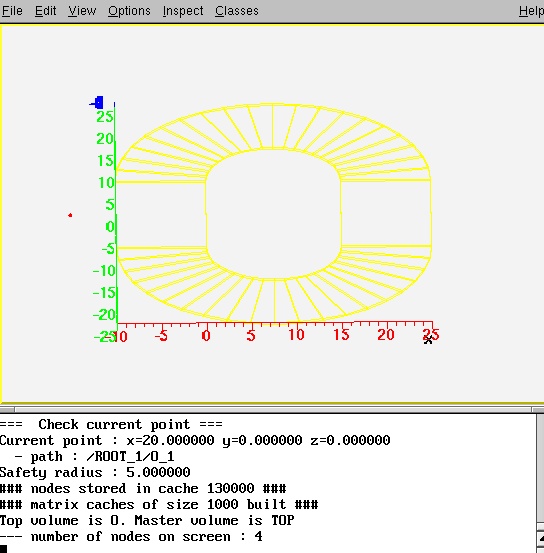 File Edit View Options Inspect Classes Help
25
20
15
10
5
0
-5
-10
-15
-20
-25
-10 -5 0 5 10 15 20 25
x
=== Check current point ===
Current point : x=20.000000 y=0.000000 z=0.000000
- path : /ROOT_1/O_1
Safety radius : 5.000000
### nodes stored in cache 130000 ###
### matrix caches of size 1000 built ###
Top volume is O. Master volume is TOP
--- number of nodes on screen : 4